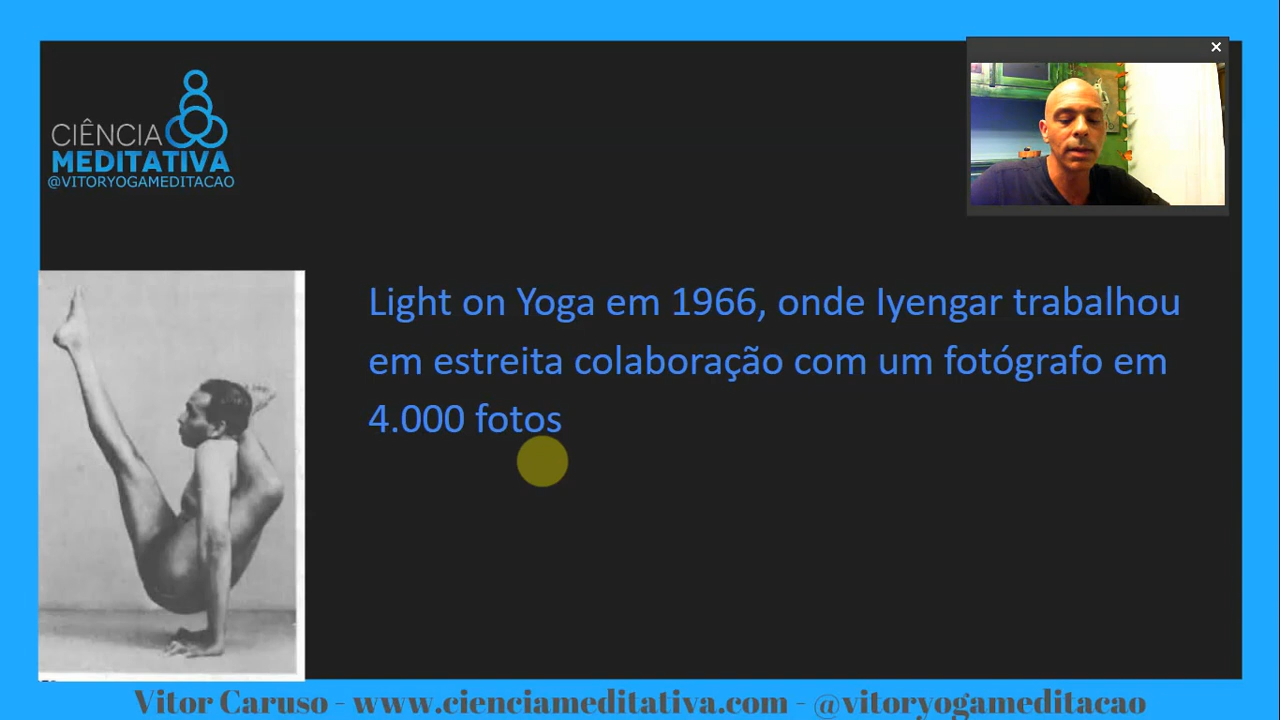 CIÊNCIA
MEDITATIVA
@VITORYOGAMEDITACAO
Light on Yoga em 1966, onde Iyengar trabalhou
em estreita colaboração com um fotógrafo em
4.000 fotos
Vitor Caruso - www.cienciameditativa.com - @vitoryogameditacao